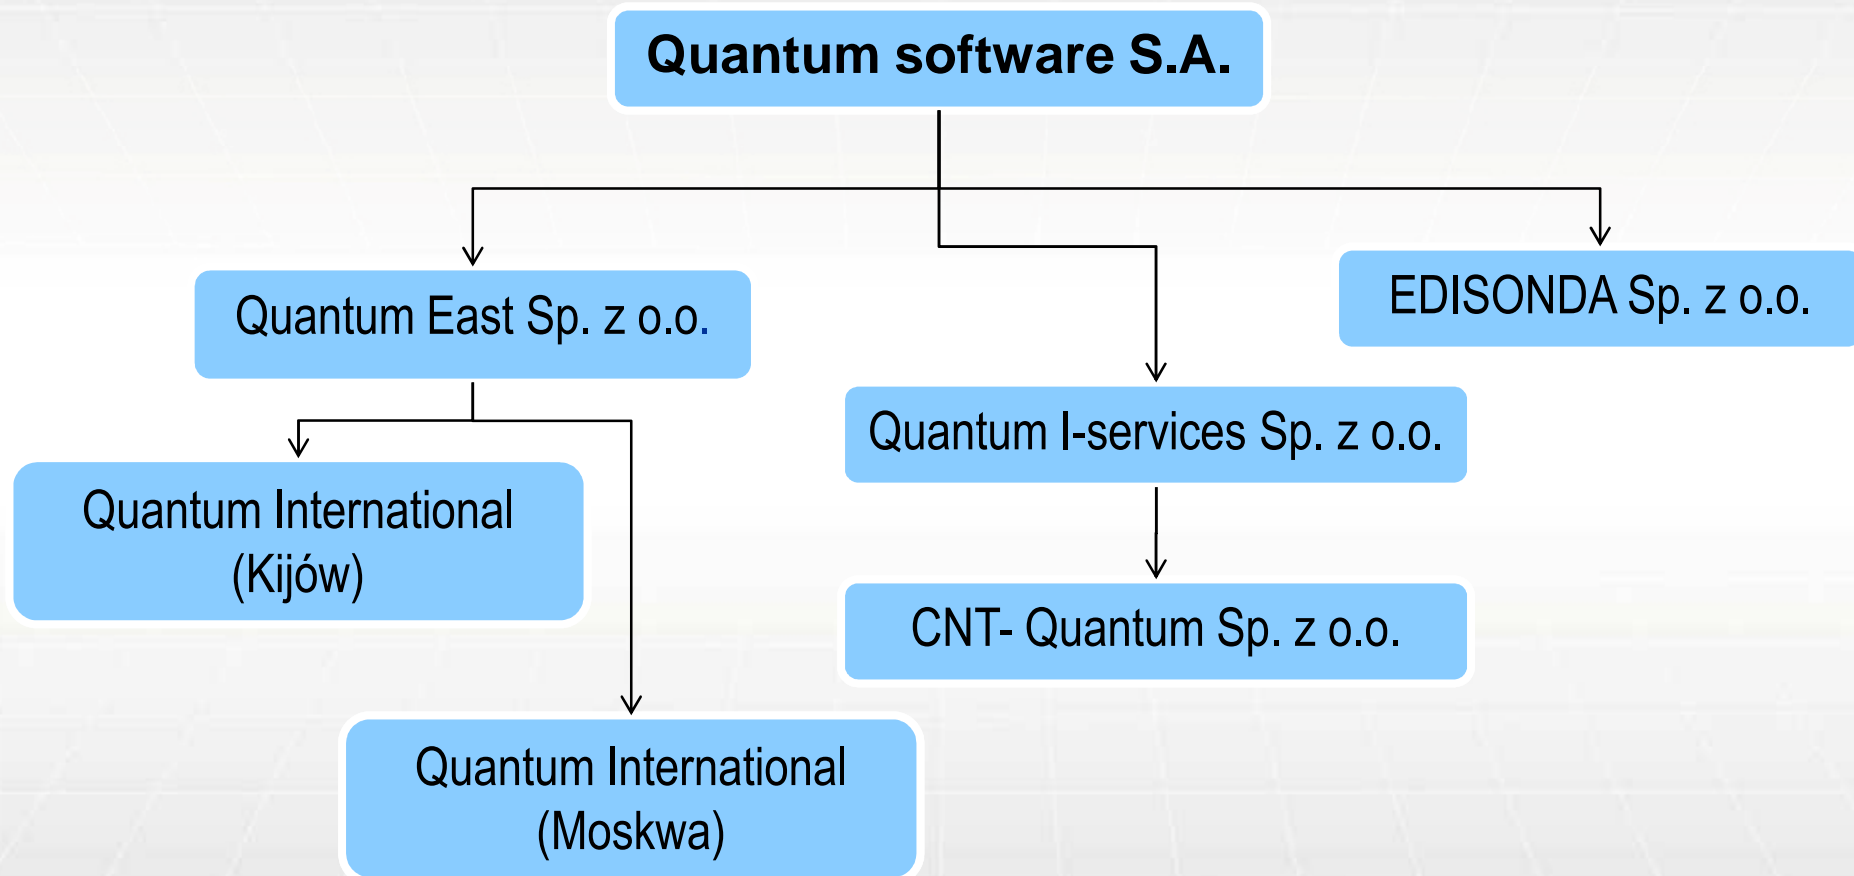 Quantum software S.A.
Quantum East Sp. z o.o.
EDISONDA Sp. z o.o.
Quantum I-services Sp. z o.o.
Quantum International
(Kijów)
CNT- Quantum Sp. z o.o.
Quantum International
(Moskwa)